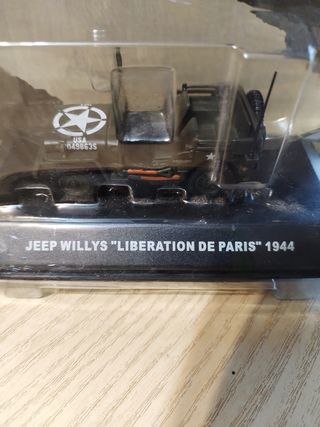 USA
JEEP WILLYS "LIBERATION DE PARIS" 1944